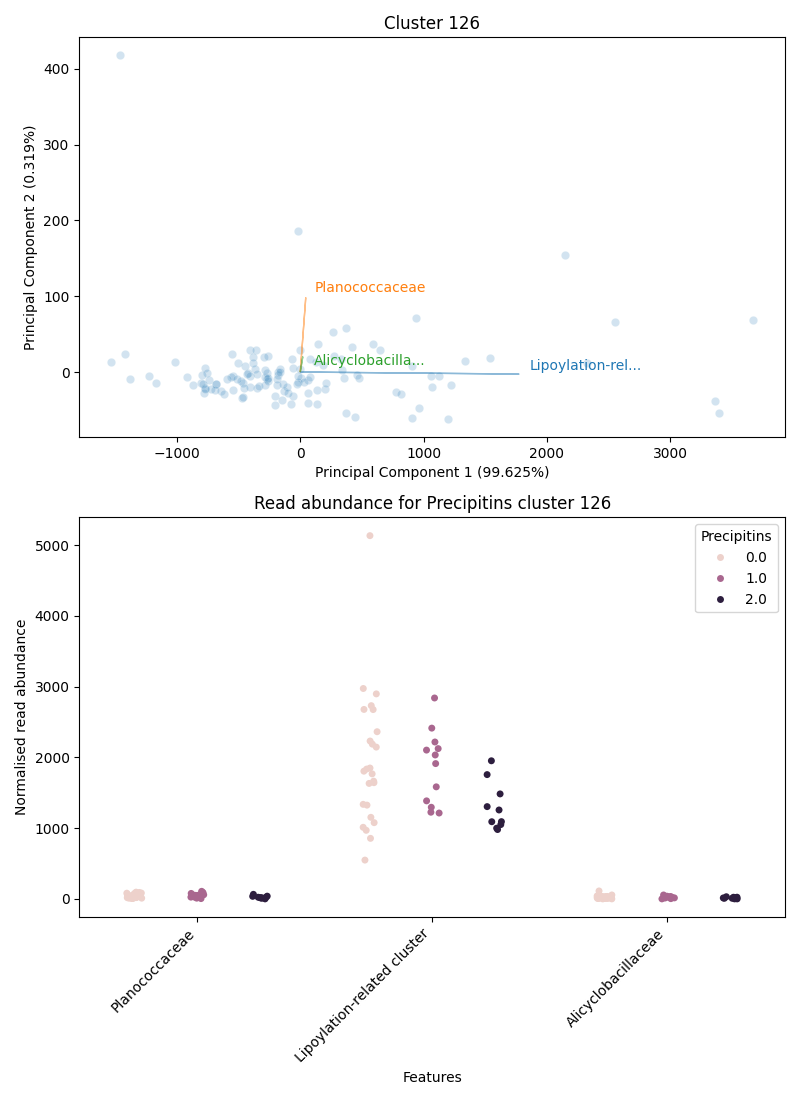 Cluster 126
Principal Component 2 (0.319%)
400
300
200
100
0
Planococcaceae
Alicyclobacilla...
Lipoylation-rel...
−1000
0
1000
2000
3000
Principal Component 1 (99.625%)
Read abundance for Precipitins cluster 126
Normalised read abundance
5000
4000
3000
2000
1000
0
Precipitins
0.0
1.0
2.0
Planococcaceae
Lipoylation-related cluster
Alicyclobacillaceae
Features